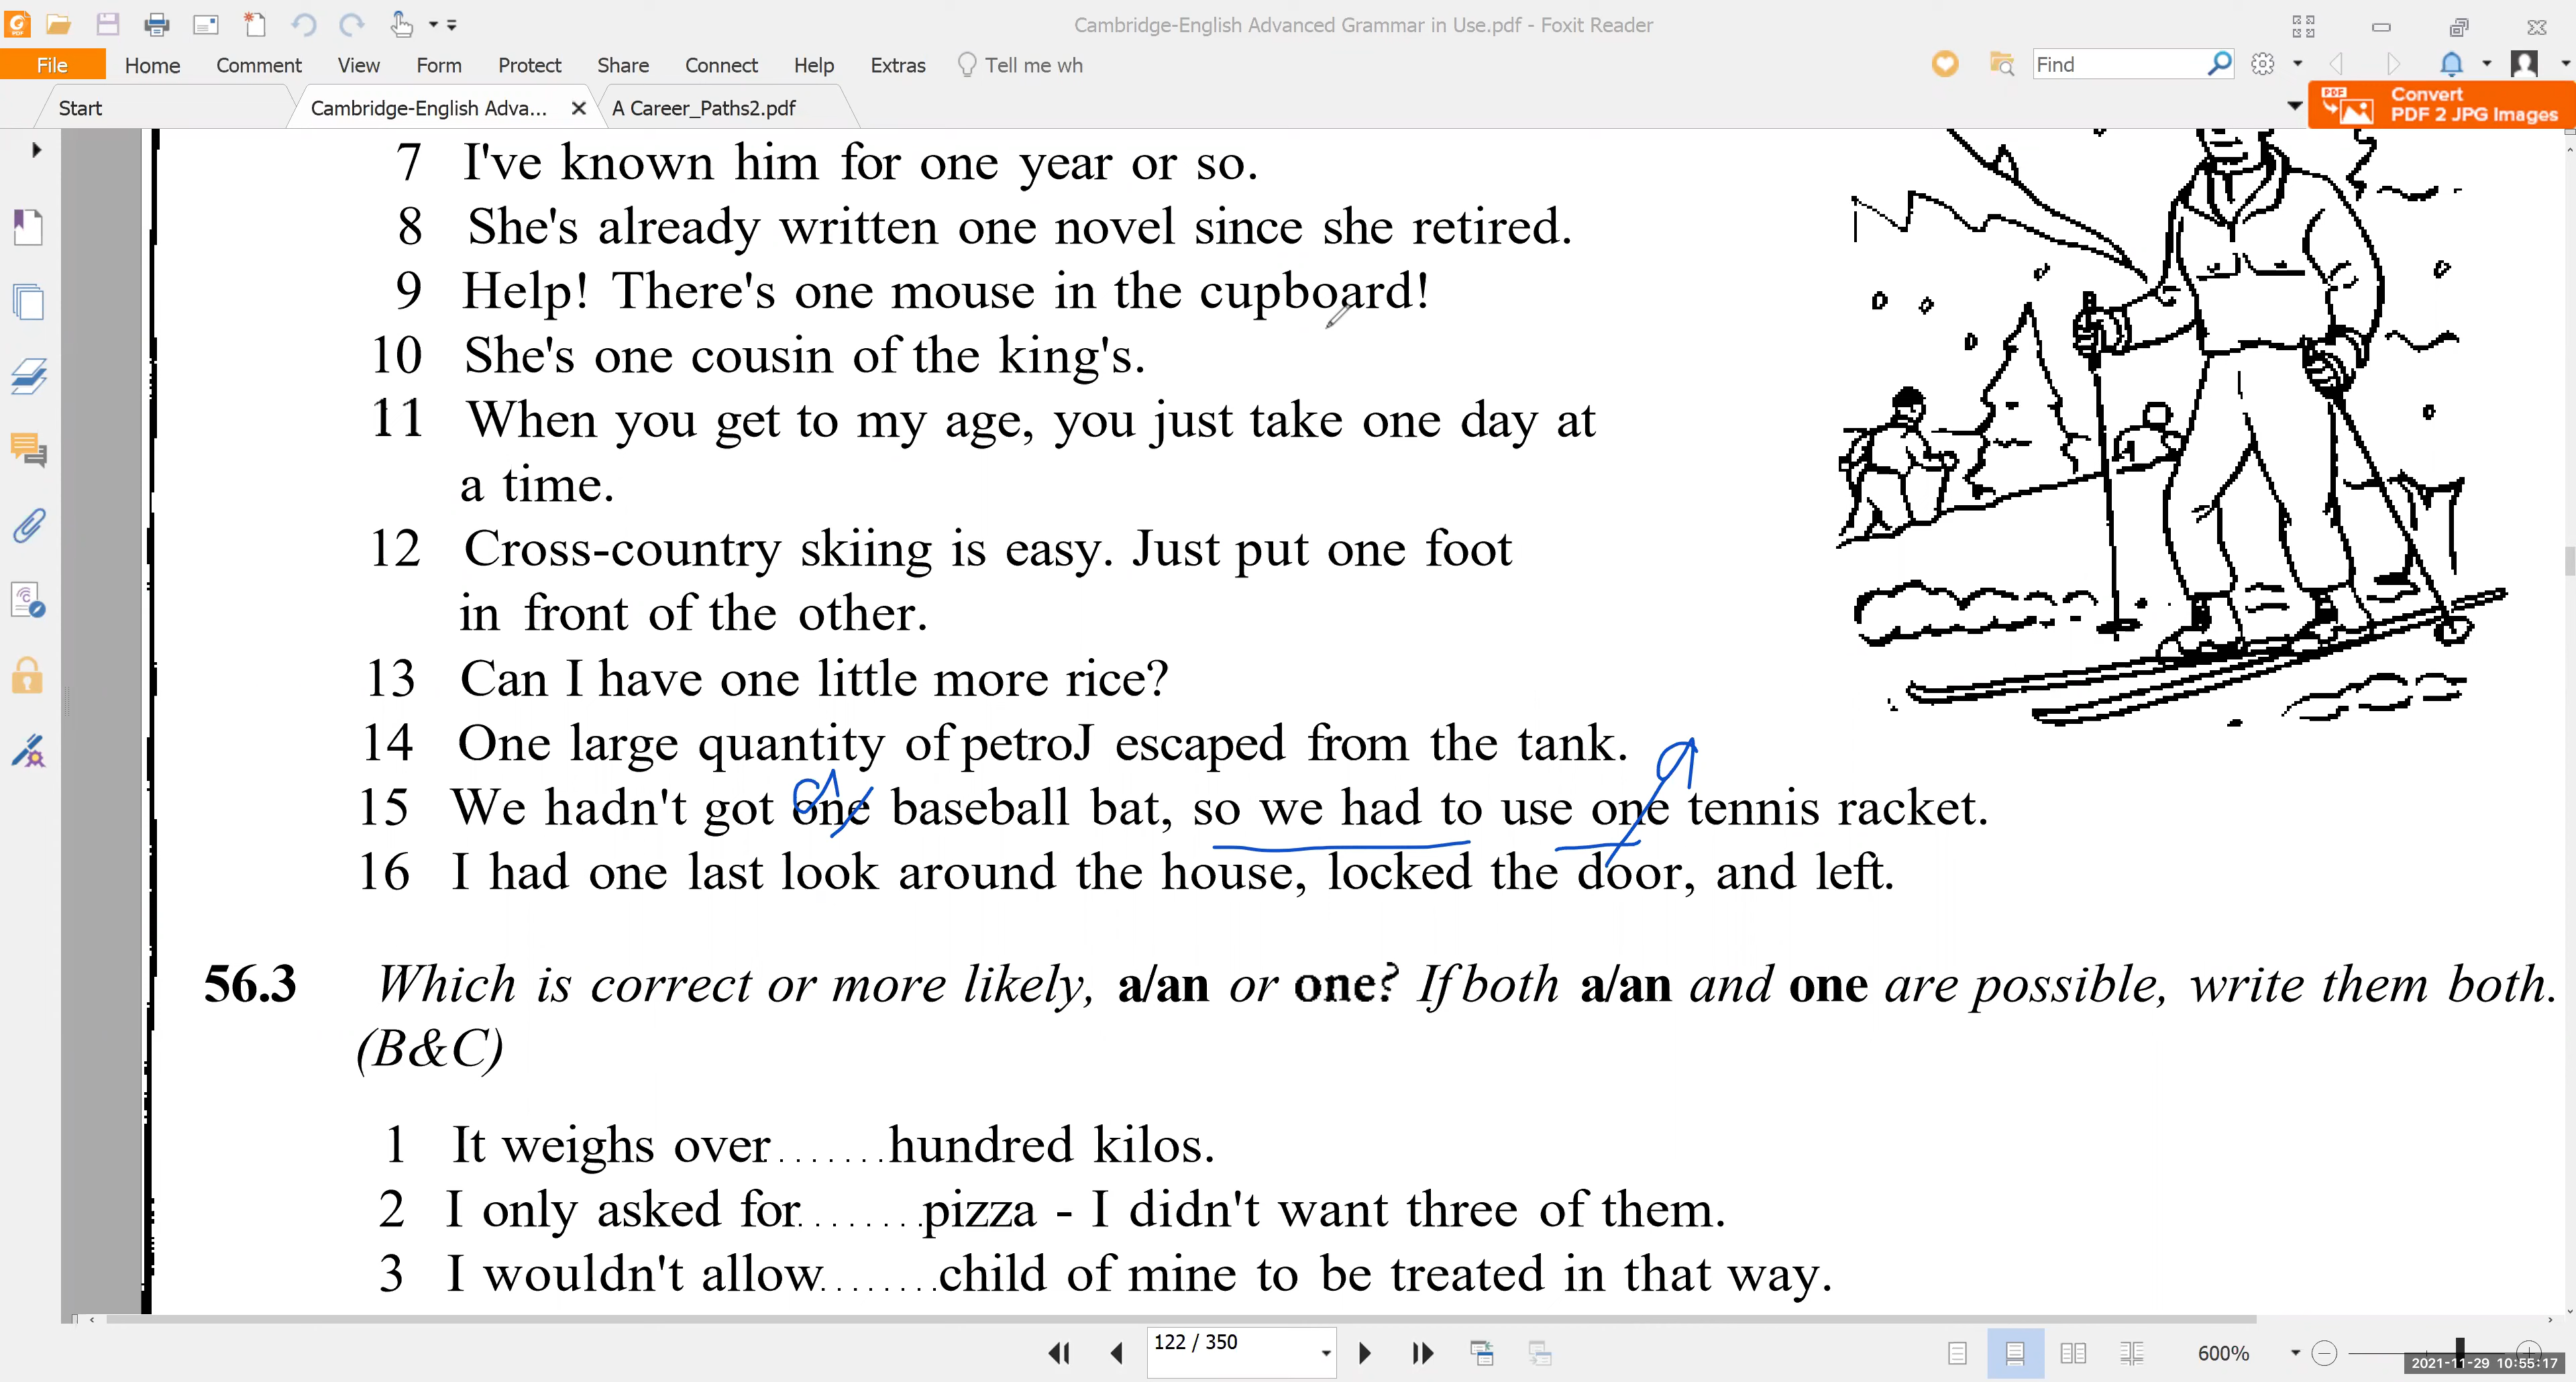 Cambridge-English Advanced Grammar in Use.pdf - Foxit Reader
File Home Comment View Form Protect Share Connect Help Extras Tell me wh Find
Start Cambridge-English Adva... A Career_Paths2.pdf
PDF Convert
PDF 2 JPG Images
7 I've known him for one year or so.
8 She's already written one novel since she retired.
9 Help! There's one mouse in the cupboard!
10 She's one cousin of the king's.
11 When you get to my age, you just take one day at
a time.
12 Cross-country skiing is easy. Just put one foot
in front of the other.
13 Can I have one little more rice?
14 One large quantity of petroJ escaped from the tank.
a a
15 We hadn't got one baseball bat, so we had to use one tennis racket.
16 I had one last look around the house, locked the door, and left.
56.3 Which is correct or more likely, a/an or one? If both a/an and one are possible, write them both.
(B&C)
1 It weighs over.......hundred kilos.
2 I only asked for........pizza - I didn't want three of them.
3 I wouldn't allow........child of mine to be treated in that way.
122 / 350 600%
2021-11-29 10:55:17